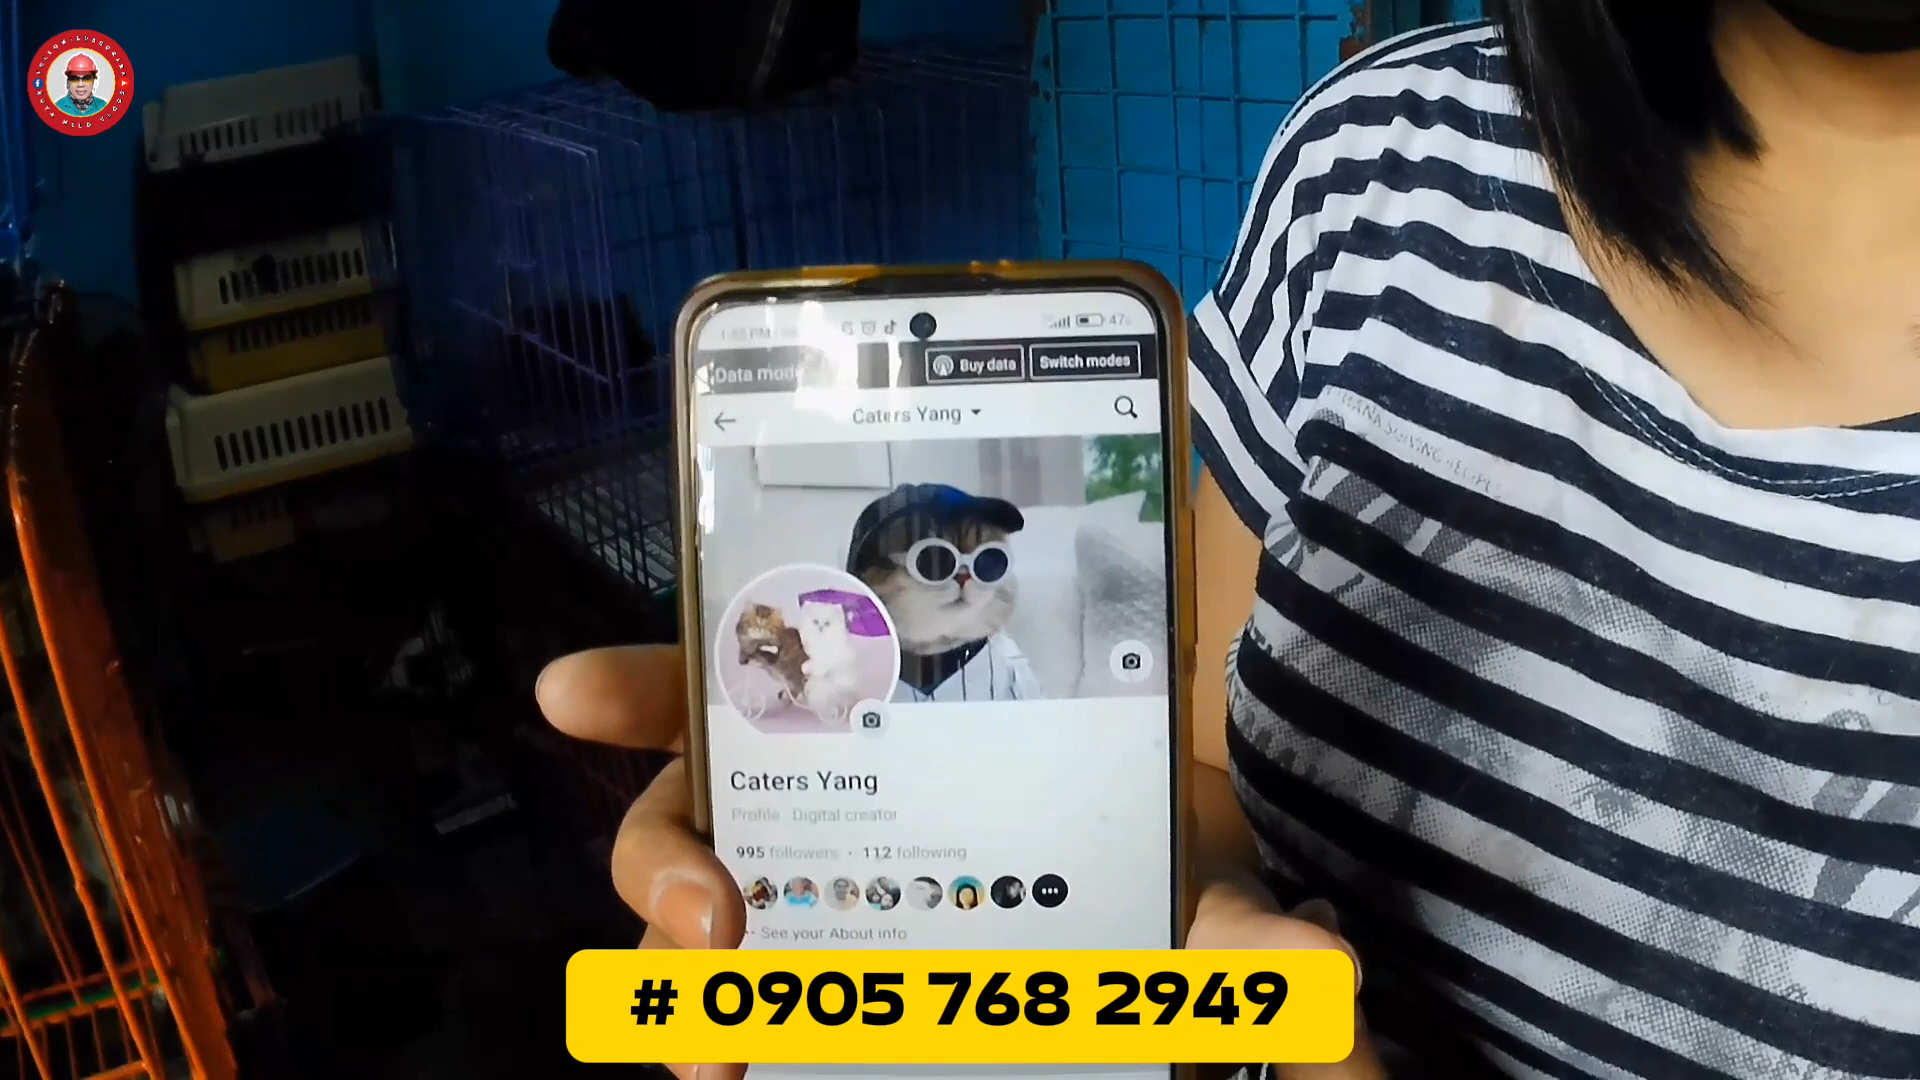 Data mode
Buy data
Switch modes
Caters Yang
Caters Yang
Profile · Digital creator
995 followers · 112 following
See your About info
# 0905 768 2949